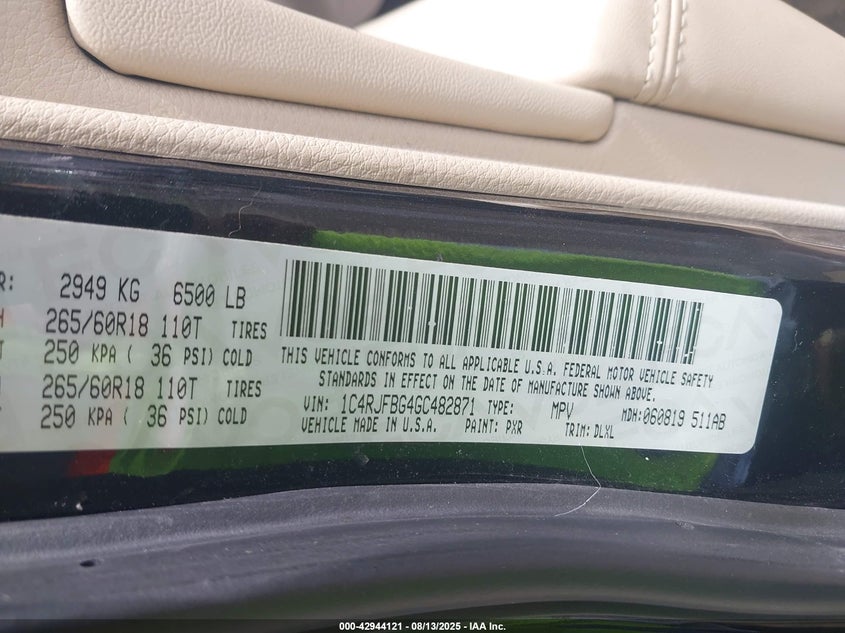 R: 2949 KG 6500 LB
265/60R18 110T TIRES
250 KPA ( 36 PSI) COLD
265/60R18 110T TIRES
250 KPA ( 36 PSI) COLD
THIS VEHICLE CONFORMS TO ALL APPLICABLE U.S.A. FEDERAL MOTOR VEHICLE SAFETY
STANDARDS IN EFFECT ON THE DATE OF MANUFACTURE SHOWN ABOVE.
VIN: 1C4RJFBG4GC482871 TYPE: MPV MDH:060819 511AB
VEHICLE MADE IN U.S.A. PAINT: PXR TRIM: DLXL
000-42944121 - 08/13/2025 - IAA Inc.